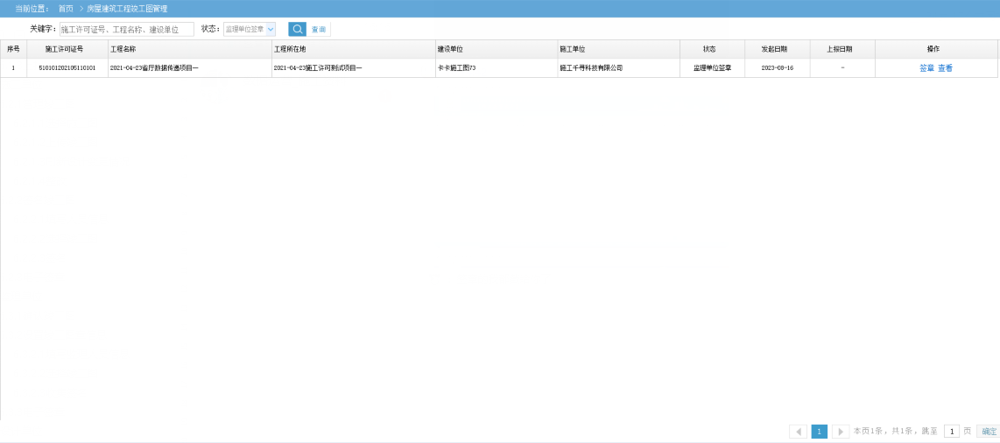 当前位置： 首页 > 房屋建筑工程竣工图管理
关键字: 施工许可证号、工程名称、建设单位 状态: 监理单位签章 查询
序号 施工许可证号 工程名称 工程所在地 建设单位 施工单位 状态 发起日期 上报日期 操作
1 510101202105110101 2021-04-23省厅数据传递项目一 2021-04-23施工许可测试项目一 卡卡施工图73 施工千寻科技有限公司 监理单位签章 2023-08-16 - 签章 查看
1 本页1条，共1条，跳至 1 页 确定